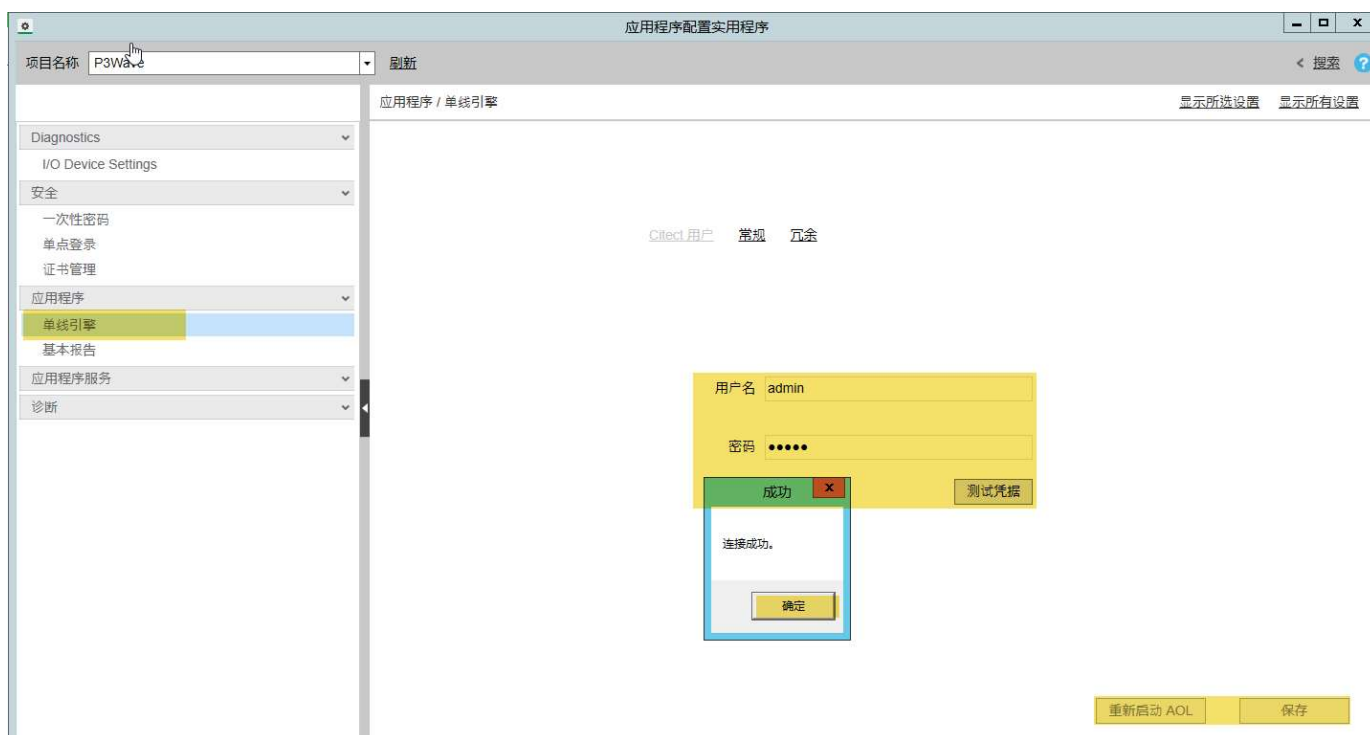 应用程序配置实用程序
项目名称 P3Wave 刷新 < 搜索 ?
应用程序 / 单线引擎 显示所选设置 显示所有设置
Diagnostics
I/O Device Settings
安全
一次性密码
单点登录
证书管理
应用程序
单线引擎
基本报告
应用程序服务
诊断
Citect 用户 常规 冗余
用户名 admin
密码 •••••
测试凭据
成功 x
连接成功。
确定
重新启动 AOL 保存